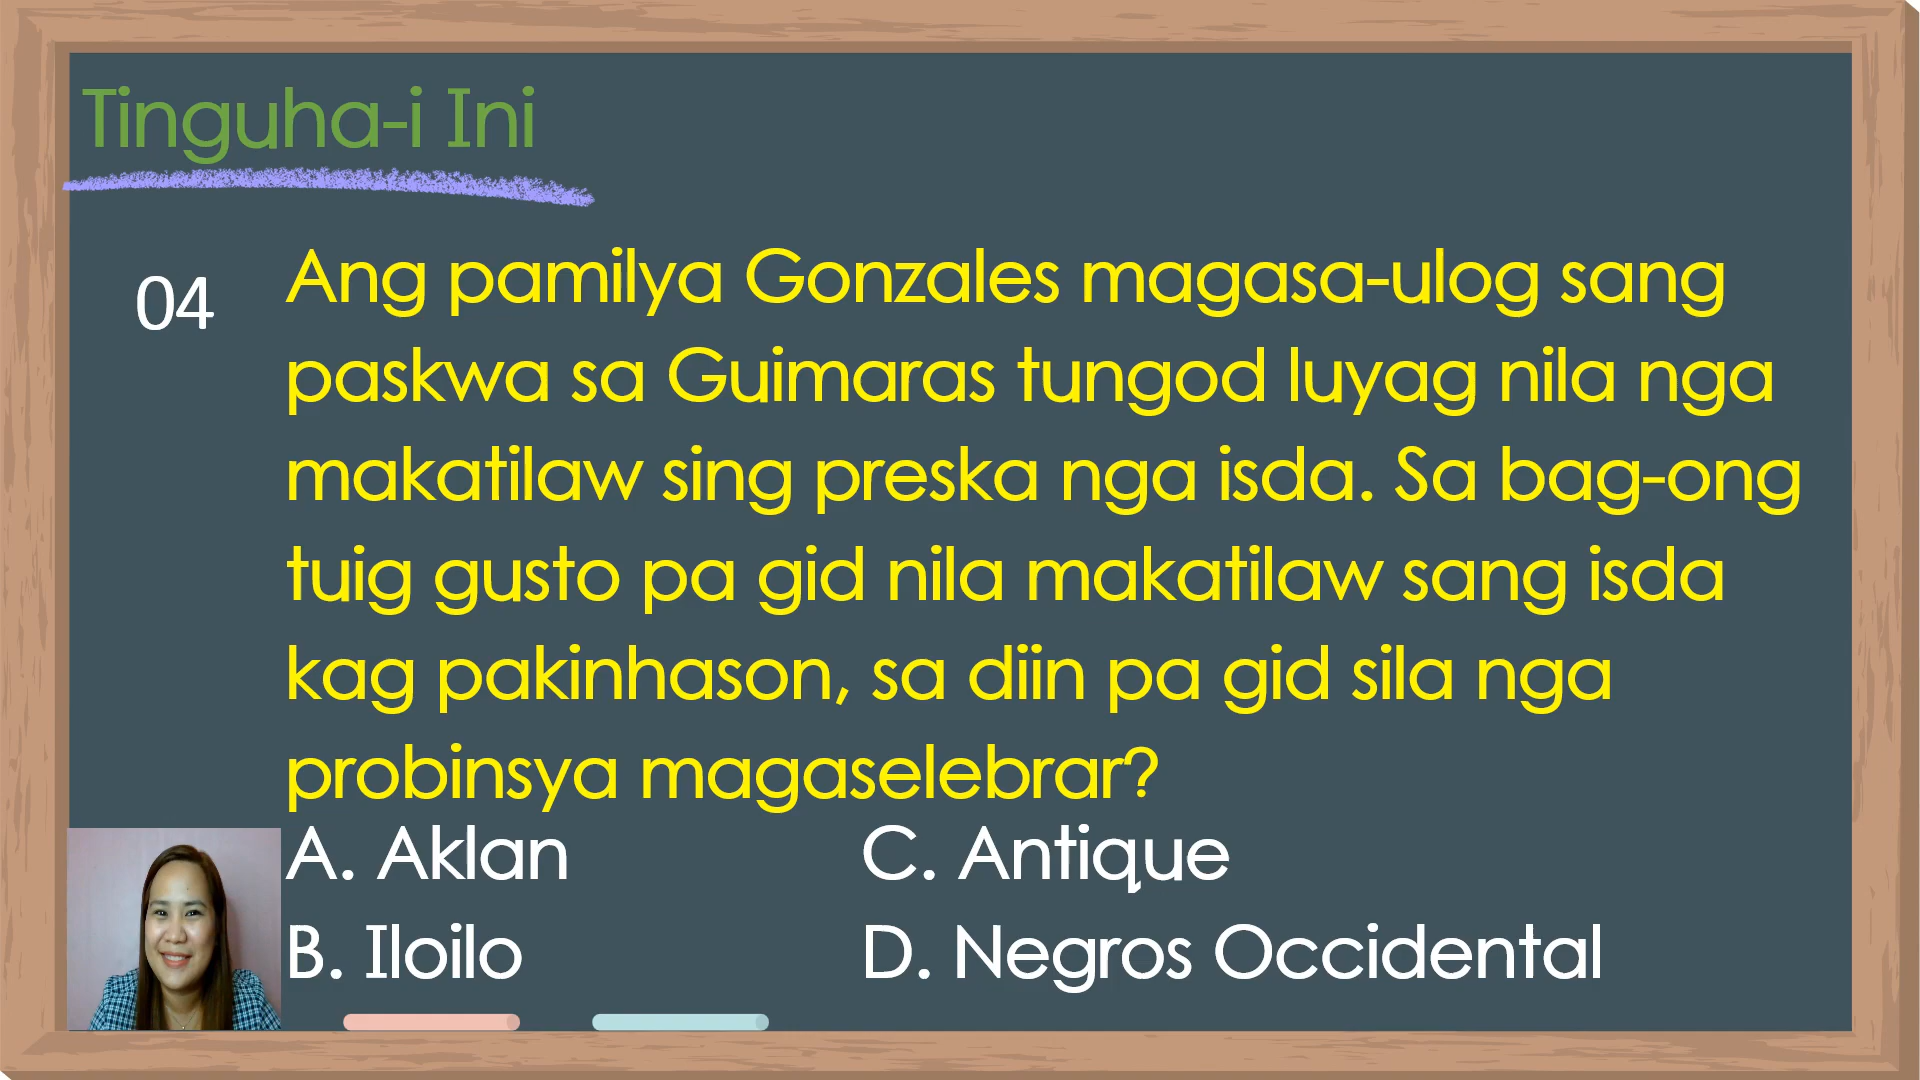 Tinguha-i Ini
04
Ang pamilya Gonzales magasa-ulog sang
paskwa sa Guimaras tungod luyag nila nga
makatilaw sing preska nga isda. Sa bag-ong
tuig gusto pa gid nila makatilaw sang isda
kag pakinhason, sa diin pa gid sila nga
probinsya magaselebrar?
A. Aklan
B. Iloilo
C. Antique
D. Negros Occidental